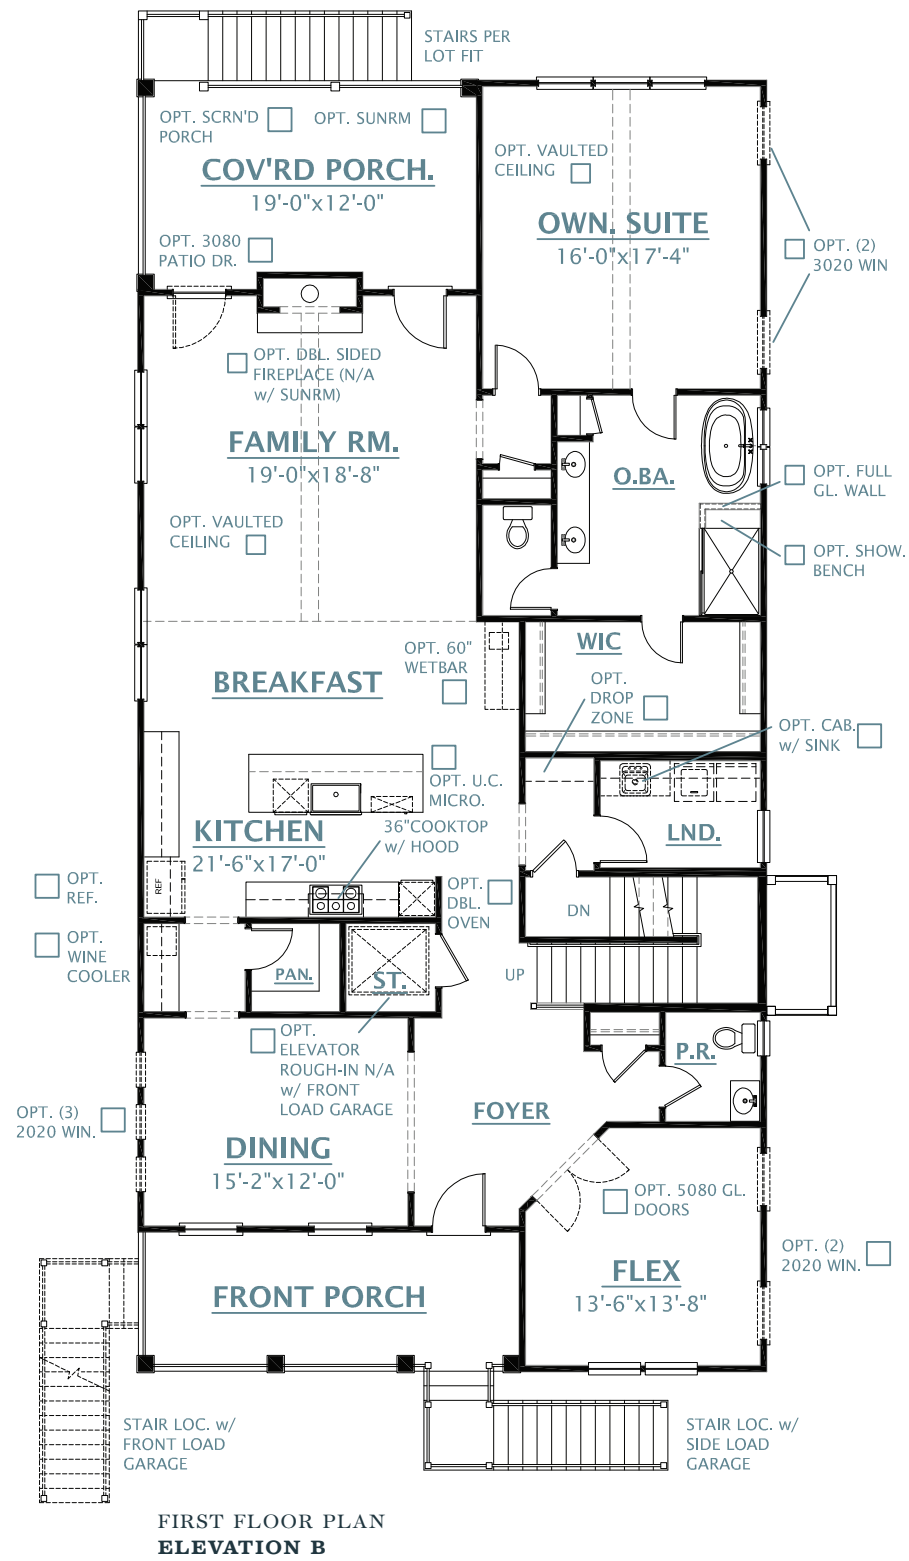 STAIRS PER
LOT FIT
OPT. SCRN'D
PORCH
OPT. SUNRM
COV'RD PORCH.
19'-0"x12'-0"
OPT. 3080
PATIO DR.
OPT. VAULTED
CEILING
OWN. SUITE
16'-0"x17'-4"
OPT. (2)
3020 WIN
OPT. DBL. SIDED
FIREPLACE (N/A
w/ SUNRM)
FAMILY RM.
19'-0"x18'-8"
OPT. VAULTED
CEILING
O.BA.
OPT. FULL
GL. WALL
OPT. SHOW.
BENCH
OPT. 60"
WETBAR
WIC
OPT.
DROP
ZONE
BREAKFAST
OPT. CAB.
w/ SINK
OPT. U.C.
MICRO.
KITCHEN
21'-6"x17'-0"
36"COOKTOP
w/ HOOD
LND.
REF
OPT.
REF.
OPT.
DBL.
OVEN
DN
OPT.
WINE
COOLER
PAN.
ST.
UP
OPT.
ELEVATOR
ROUGH-IN N/A
w/ FRONT
LOAD GARAGE
P.R.
FOYER
OPT. (3)
2020 WIN.
DINING
15'-2"x12'-0"
OPT. 5080 GL.
DOORS
OPT. (2)
2020 WIN.
FLEX
13'-6"x13'-8"
FRONT PORCH
STAIR LOC. w/
FRONT LOAD
GARAGE
STAIR LOC. w/
SIDE LOAD
GARAGE
FIRST FLOOR PLAN
ELEVATION B